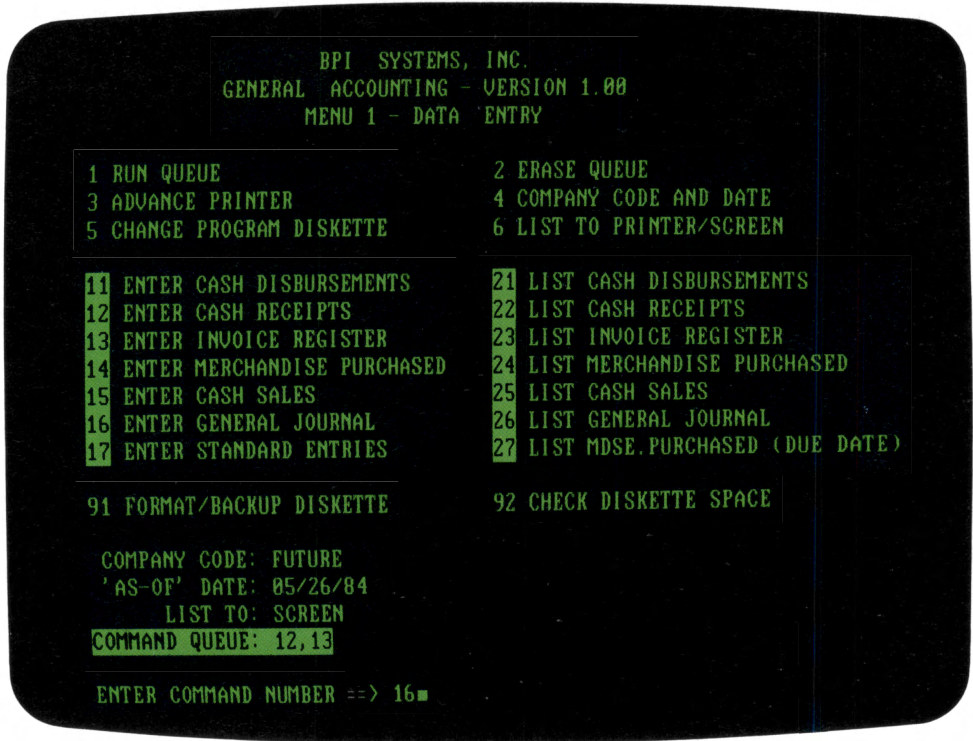 BPI SYSTEMS, INC.
GENERAL ACCOUNTING - VERSION 1.00
MENU 1 - DATA ENTRY
1 RUN QUEUE 2 ERASE QUEUE
3 ADVANCE PRINTER 4 COMPANY CODE AND DATE
5 CHANGE PROGRAM DISKETTE 6 LIST TO PRINTER/SCREEN
11 ENTER CASH DISBURSEMENTS 21 LIST CASH DISBURSEMENTS
12 ENTER CASH RECEIPTS 22 LIST CASH RECEIPTS
13 ENTER INVOICE REGISTER 23 LIST INVOICE REGISTER
14 ENTER MERCHANDISE PURCHASED 24 LIST MERCHANDISE PURCHASED
15 ENTER CASH SALES 25 LIST CASH SALES
16 ENTER GENERAL JOURNAL 26 LIST GENERAL JOURNAL
17 ENTER STANDARD ENTRIES 27 LIST MDSE.PURCHASED (DUE DATE)
91 FORMAT/BACKUP DISKETTE 92 CHECK DISKETTE SPACE
COMPANY CODE: FUTURE
'AS-OF' DATE: 05/26/84
LIST TO: SCREEN
COMMAND QUEUE: 12,13
ENTER COMMAND NUMBER ==> 16